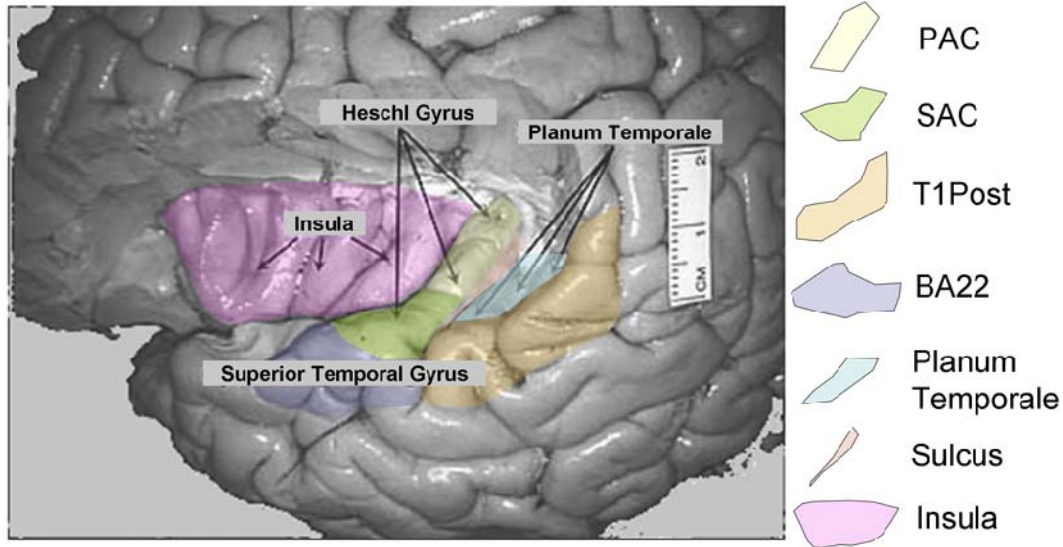 Heschl Gyrus
Planum Temporale
Insula
Superior Temporal Gyrus
CM
1
2
PAC
SAC
T1Post
BA22
Planum
Temporale
Sulcus
Insula